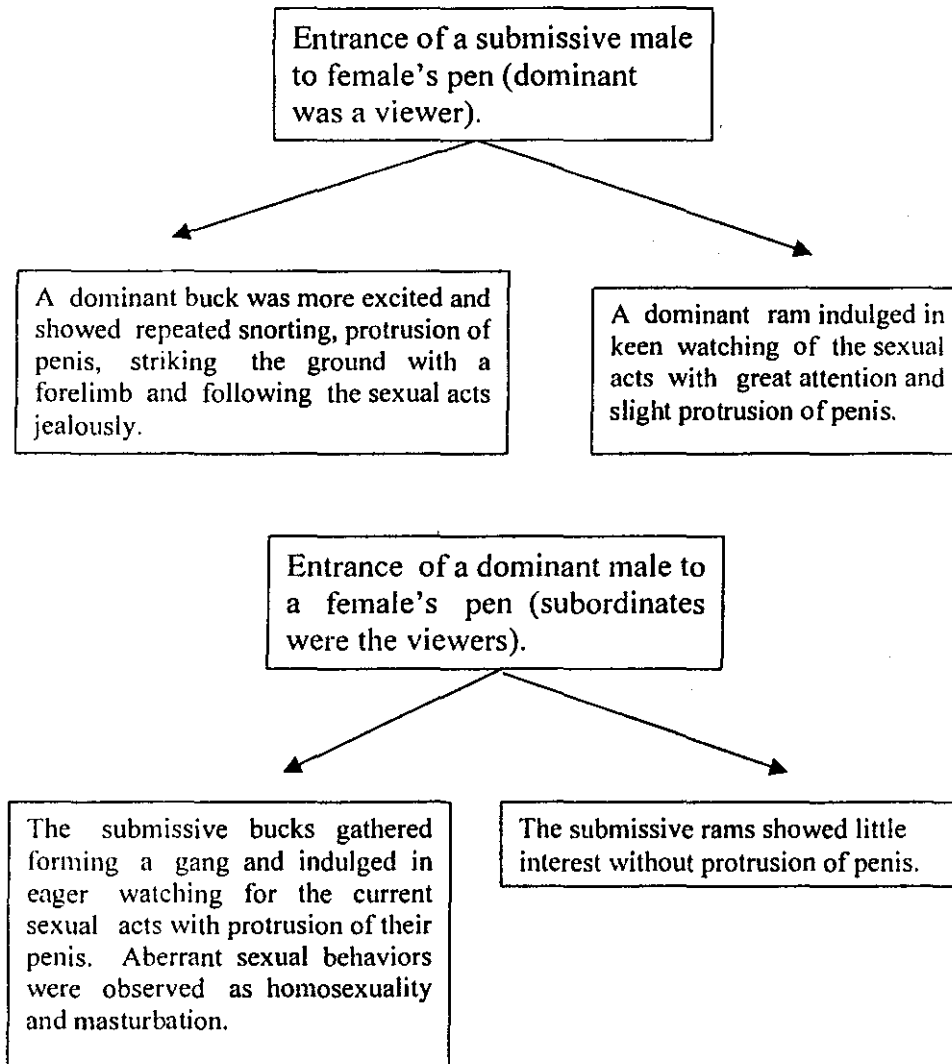 Entrance of a submissive male
to female's pen (dominant
was a viewer).
A dominant buck was more excited and
showed repeated snorting, protrusion of
penis, striking the ground with a
forelimb and following the sexual acts
jealously.
A dominant ram indulged in
keen watching of the sexual
acts with great attention and
slight protrusion of penis.
Entrance of a dominant male to
a female's pen (subordinates
were the viewers).
The submissive bucks gathered
forming a gang and indulged in
eager watching for the current
sexual acts with protrusion of their
penis. Aberrant sexual behaviors
were observed as homosexuality
and masturbation.
The submissive rams showed little
interest without protrusion of penis.